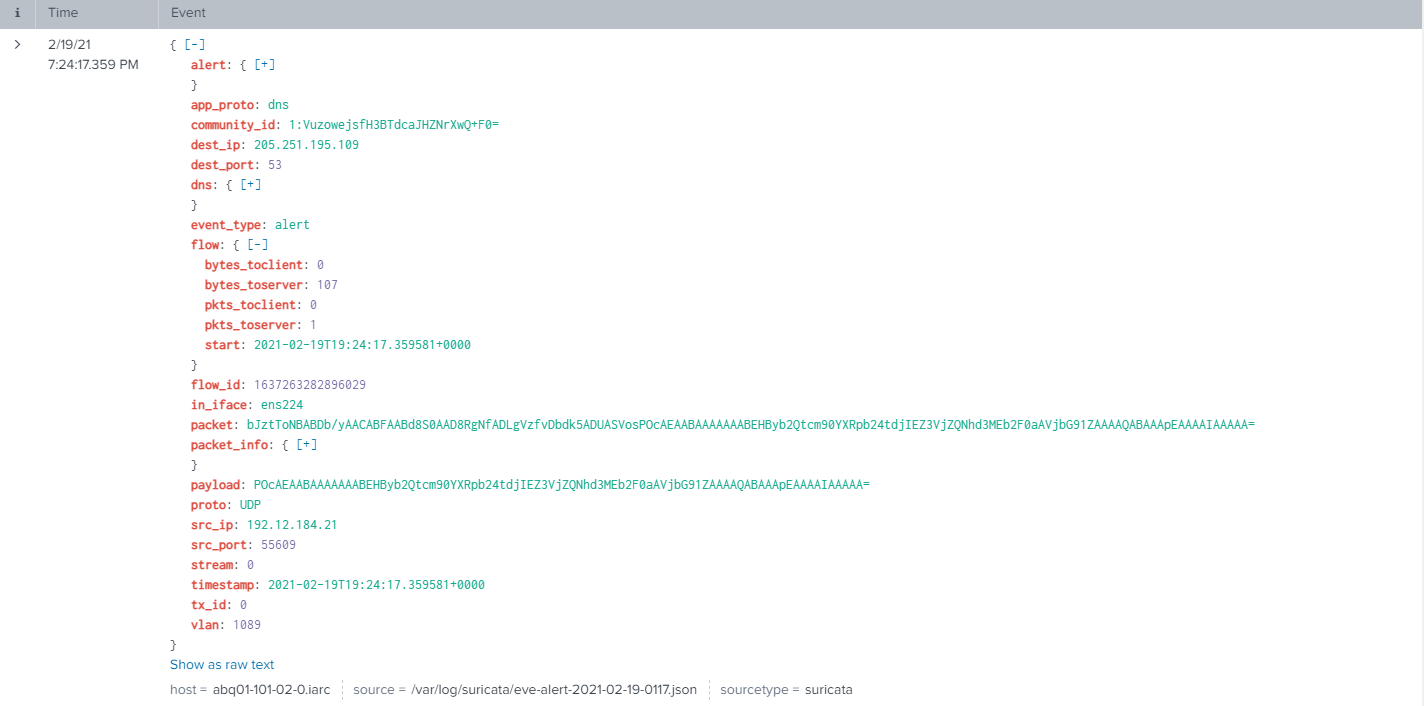 i Time Event
2/19/21 { [-]
7:24:17.359 PM alert: { [+]
}
app_proto: dns
community_id: 1:VuzowejsfH3BTdcaJHZNrXwQ+F0=
dest_ip: 205.251.195.109
dest_port: 53
dns: { [+]
}
event_type: alert
flow: { [-]
bytes_toclient: 0
bytes_toserver: 107
pkts_toclient: 0
pkts_toserver: 1
start: 2021-02-19T19:24:17.359581+0000
}
flow_id: 1637263282896029
in_iface: ens224
packet: bJztToNBABDb/yAACABFAABd8S0AAD8RgNfADLgVzfvDbdk5ADUASVosPOcAEAABAAAAAAABEHByb2Qtcm90YXRpb24tdjIEZ3VjZQNhd3MEb2F0aAVjbG91ZAAAAQABAAApEAAAAIAAAAA=
packet_info: { [+]
}
payload: POcAEAABAAAAAAABEHByb2Qtcm90YXRpb24tdjIEZ3VjZQNhd3MEb2F0aAVjbG91ZAAAAQABAAApEAAAAIAAAAA=
proto: UDP
src_ip: 192.12.184.21
src_port: 55609
stream: 0
timestamp: 2021-02-19T19:24:17.359581+0000
tx_id: 0
vlan: 1089
}
Show as raw text
host = abq01-101-02-0.iarc source = /var/log/suricata/eve-alert-2021-02-19-0117.json sourcetype = suricata